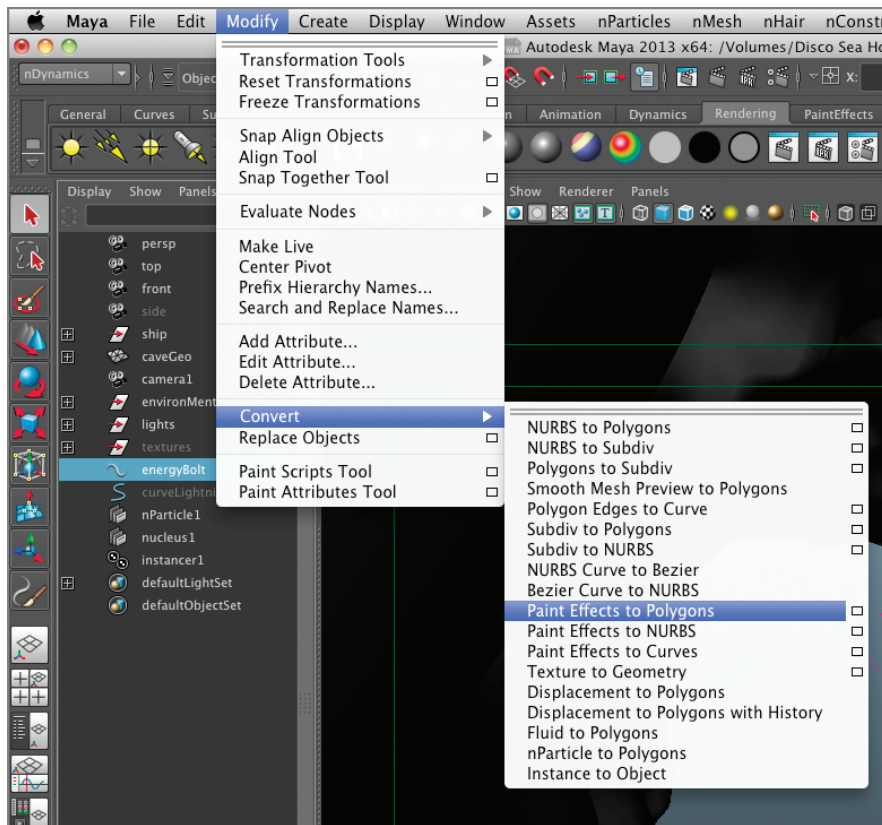 Maya File Edit Modify Create Display Window Assets nParticles nMesh nHair nConstr
Autodesk Maya 2013 x64: /Volumes/Disco Sea Ho
nDynamics Objec X:
General Curves Su n Animation Dynamics Rendering PaintEffects
Display Show Panels
Show Renderer Panels
Transformation Tools
Reset Transformations
Freeze Transformations
Snap Align Objects
Align Tool
Snap Together Tool
Evaluate Nodes
Make Live
Center Pivot
Prefix Hierarchy Names...
Search and Replace Names...
Add Attribute...
Edit Attribute...
Delete Attribute...
Convert
Replace Objects
Paint Scripts Tool
Paint Attributes Tool
persp
top
front
side
ship
caveGeo
camera1
environMent
lights
textures
energyBolt
curveLightni
nParticle1
nucleus1
instancer1
defaultLightSet
defaultObjectSet
NURBS to Polygons
NURBS to Subdiv
Polygons to Subdiv
Smooth Mesh Preview to Polygons
Polygon Edges to Curve
Subdiv to Polygons
Subdiv to NURBS
NURBS Curve to Bezier
Bezier Curve to NURBS
Paint Effects to Polygons
Paint Effects to NURBS
Paint Effects to Curves
Texture to Geometry
Displacement to Polygons
Displacement to Polygons with History
Fluid to Polygons
nParticle to Polygons
Instance to Object